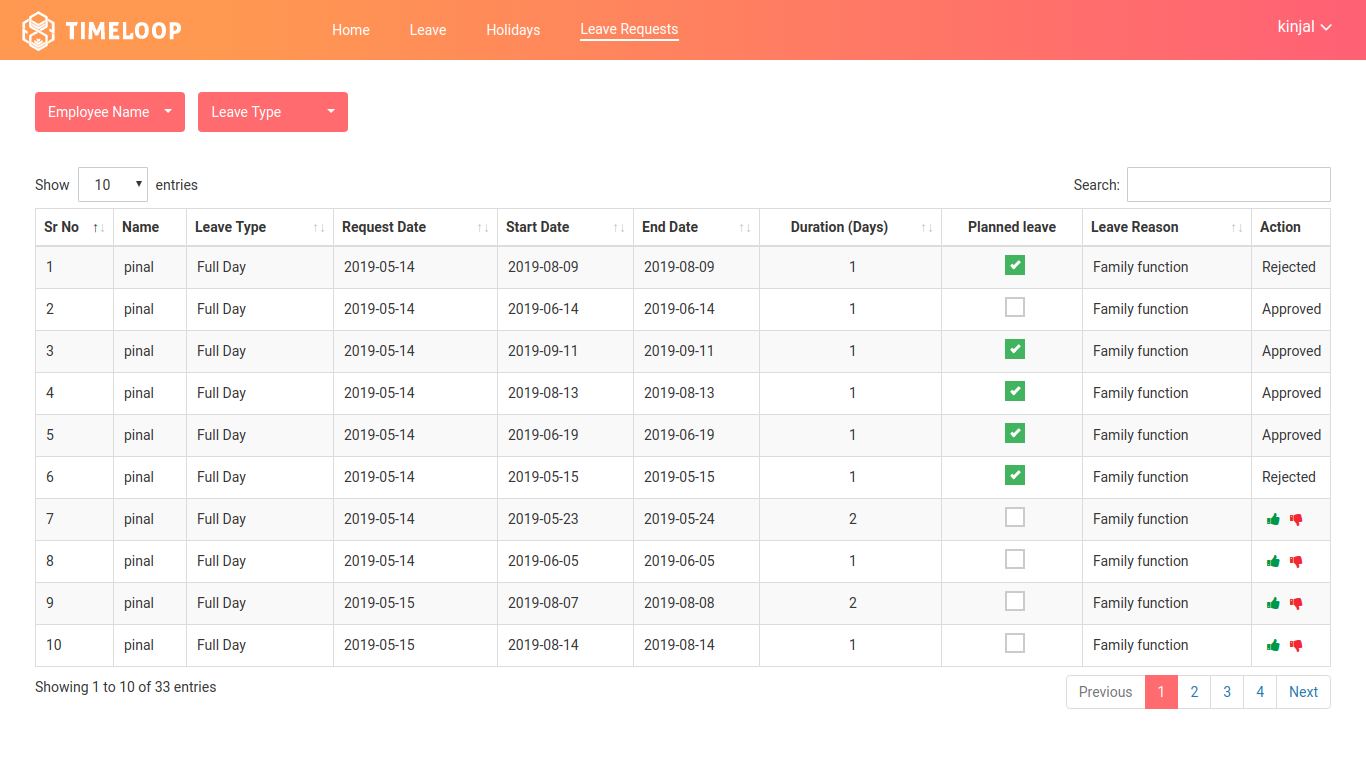 TIMELOOP Home Leave Holidays Leave Requests kinjal
Employee Name Leave Type
Show 10 entries Search:
Sr No Name Leave Type Request Date Start Date End Date Duration (Days) Planned leave Leave Reason Action
1 pinal Full Day 2019-05-14 2019-08-09 2019-08-09 1 Family function Rejected
2 pinal Full Day 2019-05-14 2019-06-14 2019-06-14 1 Family function Approved
3 pinal Full Day 2019-05-14 2019-09-11 2019-09-11 1 Family function Approved
4 pinal Full Day 2019-05-14 2019-08-13 2019-08-13 1 Family function Approved
5 pinal Full Day 2019-05-14 2019-06-19 2019-06-19 1 Family function Approved
6 pinal Full Day 2019-05-14 2019-05-15 2019-05-15 1 Family function Rejected
7 pinal Full Day 2019-05-14 2019-05-23 2019-05-24 2 Family function
8 pinal Full Day 2019-05-14 2019-06-05 2019-06-05 1 Family function
9 pinal Full Day 2019-05-15 2019-08-07 2019-08-08 2 Family function
10 pinal Full Day 2019-05-15 2019-08-14 2019-08-14 1 Family function
Showing 1 to 10 of 33 entries Previous 1 2 3 4 Next